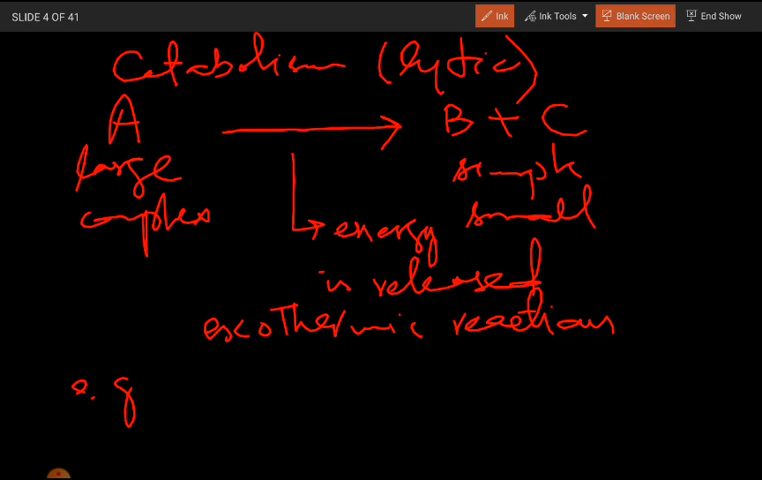 SLIDE 4 OF 41 Ink Ink Tools Blank Screen End Show
Catabolism (lytic)
A → B + C
large simple
complex small
energy
is released
exothermic reactions
e.g